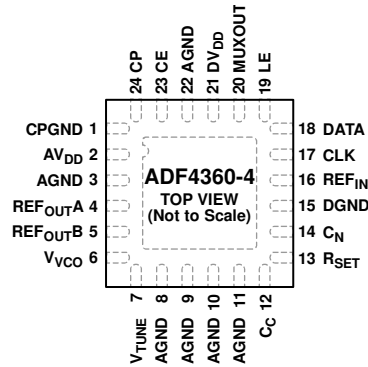 24 CP
23 CE
22 AGND
21 DVDD
20 MUXOUT
19 LE
CPGND 1
AVDD 2
AGND 3
REFOUTA 4
REFOUTB 5
VVCO 6
ADF4360-4
TOP VIEW
(Not to Scale)
18 DATA
17 CLK
16 REFIN
15 DGND
14 CN
13 RSET
VTUNE 7
AGND 8
AGND 9
AGND 10
AGND 11
CC 12